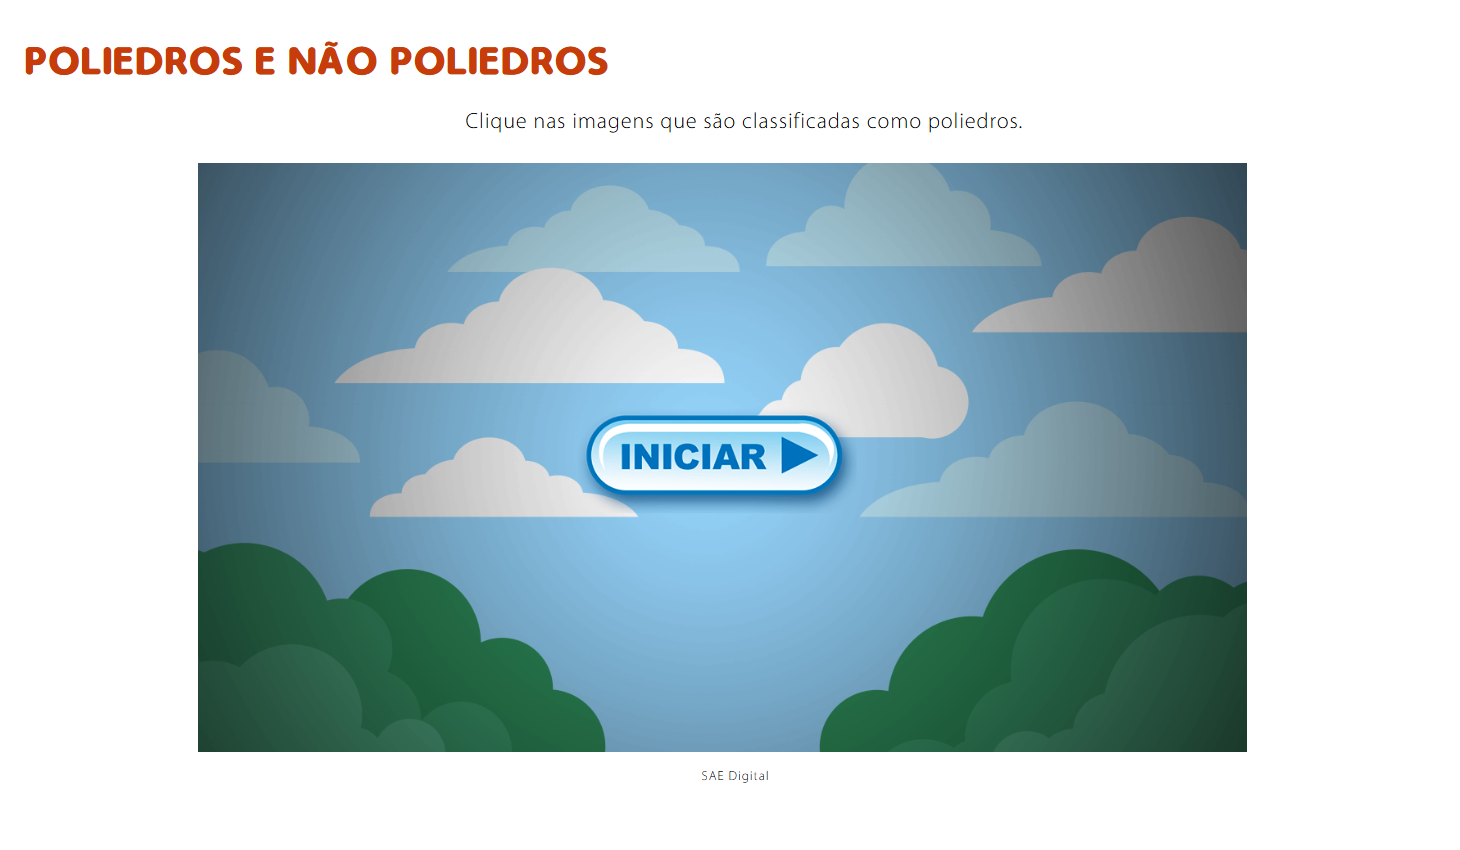 POLIEDROS E NÃO POLIEDROS
Clique nas imagens que são classificadas como poliedros.
INICIAR
SAE Digital